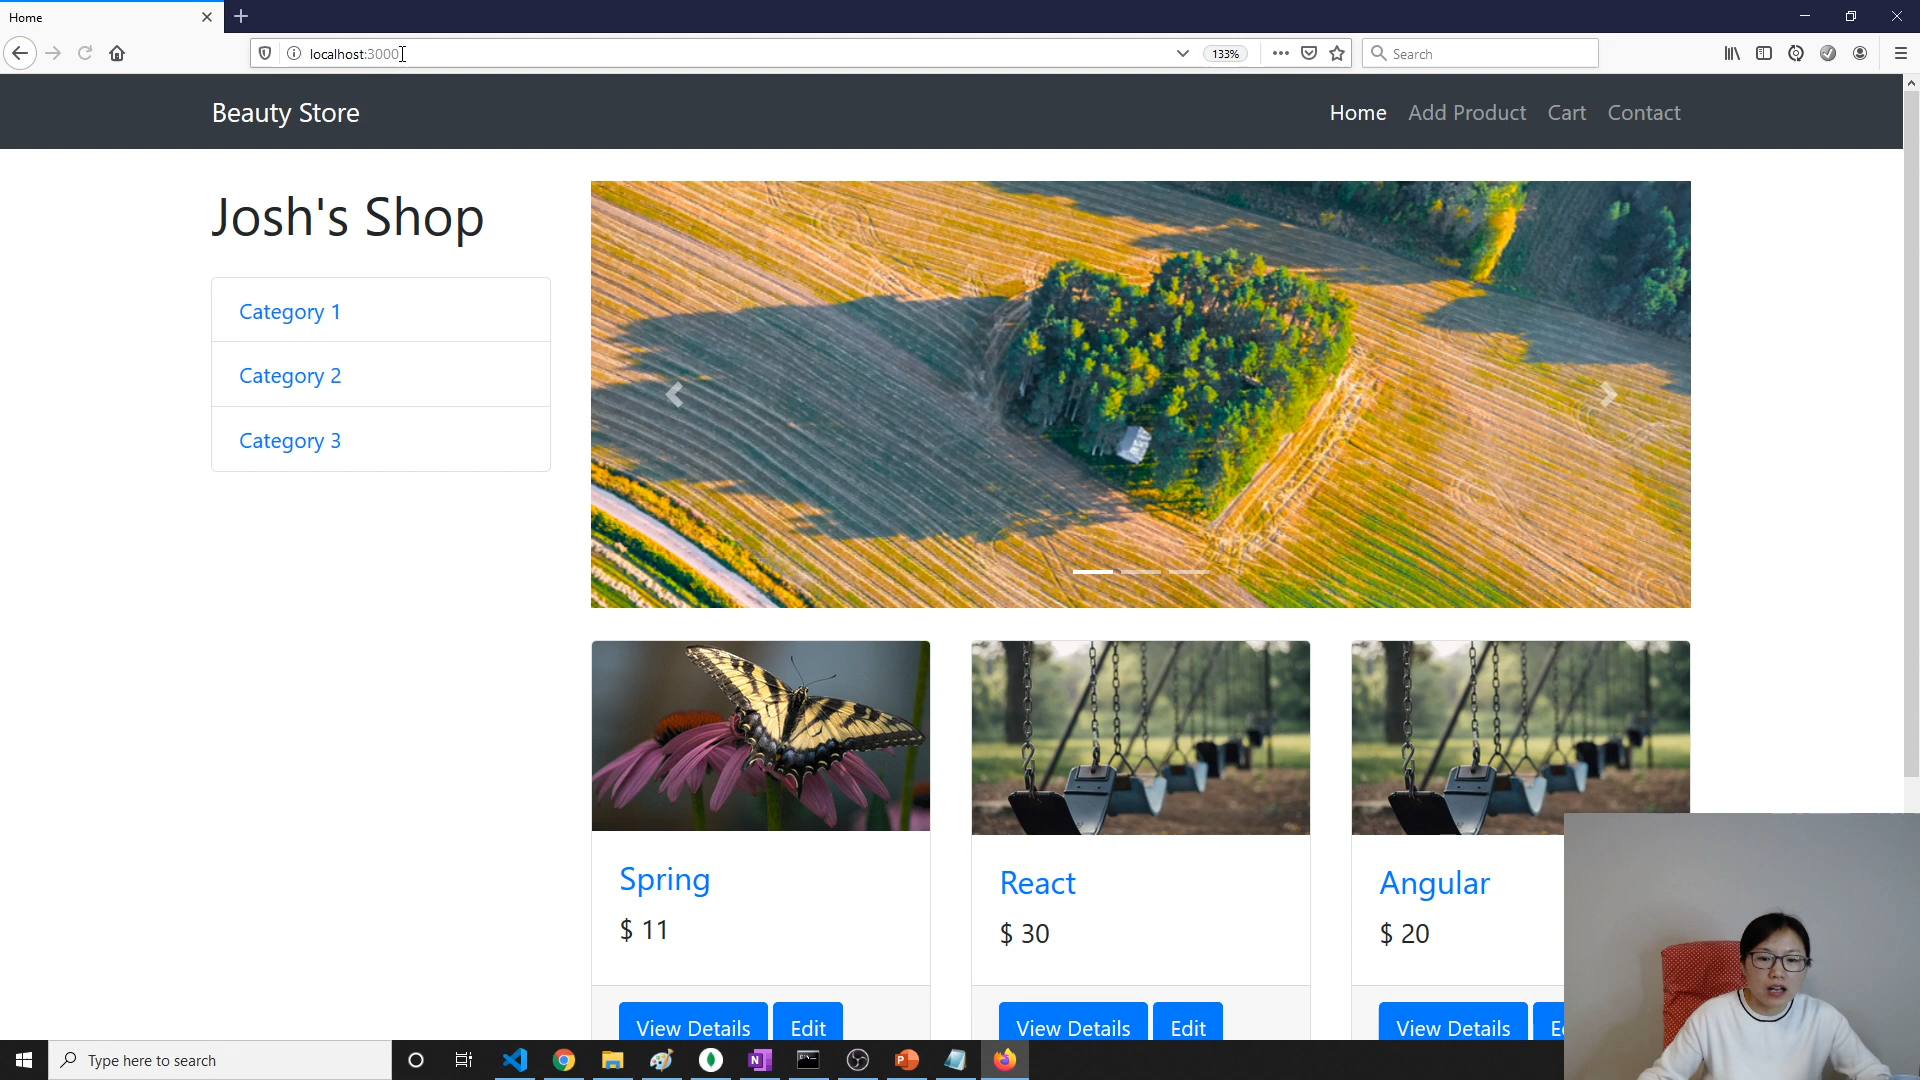 Home
localhost:3000
133%
Search
Beauty Store
Home Add Product Cart Contact
Josh's Shop
Category 1
Category 2
Category 3
Spring
$ 11
View Details Edit
React
$ 30
View Details Edit
Angular
$ 20
View Details
Type here to search